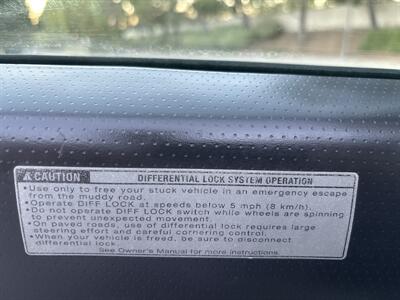 ⚠CAUTION DIFFERENTIAL LOCK SYSTEM OPERATION
•Use only to free your stuck vehicle in an emergency escape
from the muddy road.
•Operate DIFF LOCK at speeds below 5 mph (8 km/h).
•Do not operate DIFF LOCK switch while wheels are spinning
to prevent unexpected movement.
•On paved roads, use of differential lock requires large
steering effort and careful cornering control.
•When your vehicle is freed, be sure to disconnect
differential lock.
See Owner's Manual for more instructions.